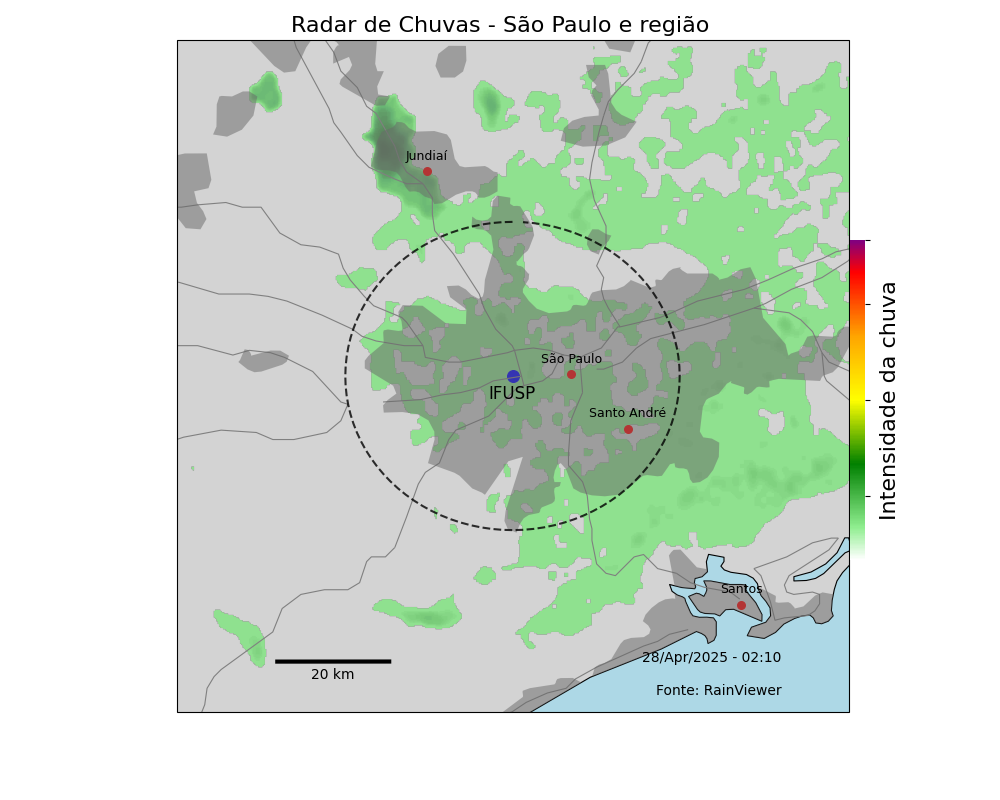 Radar de Chuvas - São Paulo e região
Jundiaí
São Paulo
IFUSP
Santo André
Intensidade da chuva
Santos
28/Apr/2025 - 02:10
20 km
Fonte: RainViewer